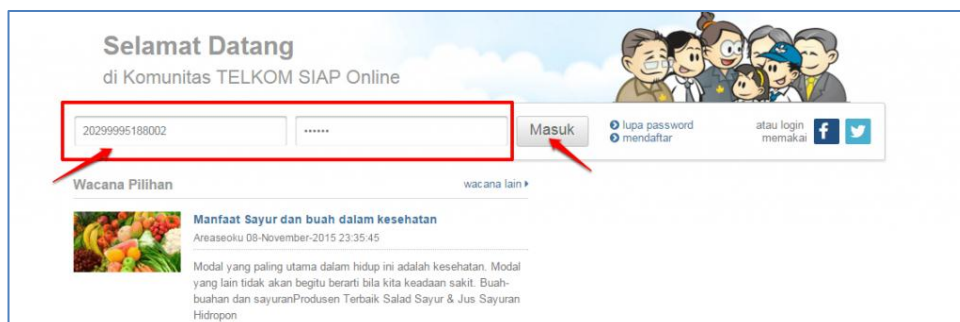 Selamat Datang
di Komunitas TELKOM SIAP Online
20299995188002
••••••
Masuk
lupa password
mendaftar
atau login
memakai
Wacana Pilihan
wacana lain
Manfaat Sayur dan buah dalam kesehatan
Areaseoku 08-November-2015 23:35:45
Modal yang paling utama dalam hidup ini adalah kesehatan. Modal
yang lain tidak akan begitu berarti bila kita keadaan sakit. Buah-
buahan dan sayuranProdusen Terbaik Salad Sayur & Jus Sayuran
Hidropon